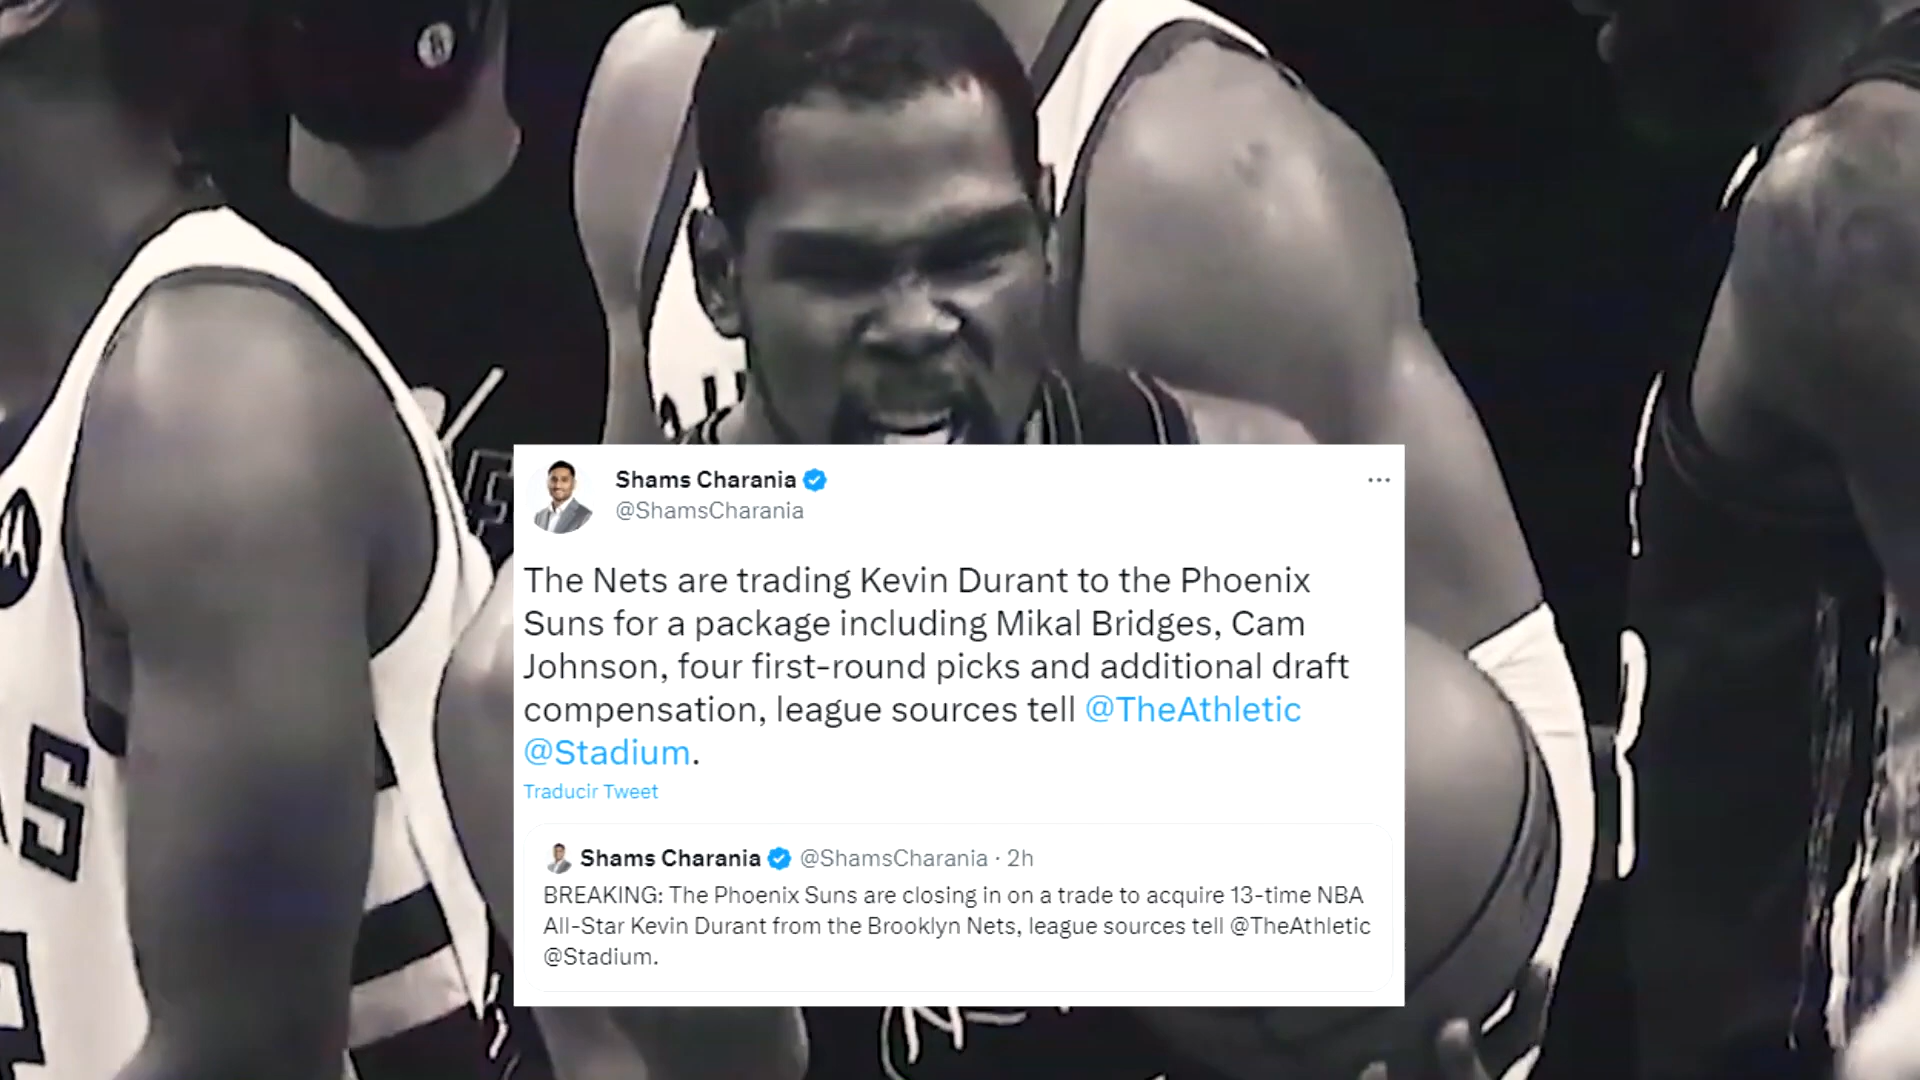 Shams Charania
@ShamsCharania
The Nets are trading Kevin Durant to the Phoenix
Suns for a package including Mikal Bridges, Cam
Johnson, four first-round picks and additional draft
compensation, league sources tell @TheAthletic
@Stadium.
Traducir Tweet
Shams Charania @ShamsCharania · 2h
BREAKING: The Phoenix Suns are closing in on a trade to acquire 13-time NBA
All-Star Kevin Durant from the Brooklyn Nets, league sources tell @TheAthletic
@Stadium.